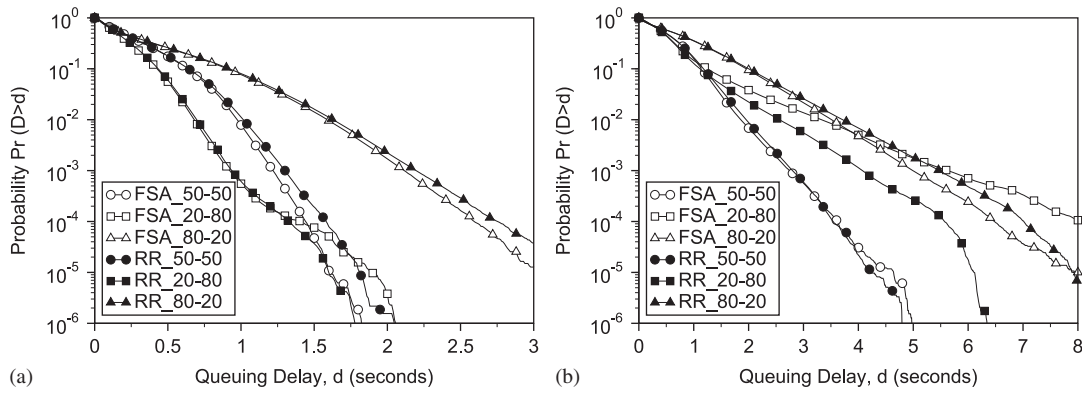 10^0
10^-1
10^-2
10^-3
10^-4
10^-5
10^-6
Probability Pr (D>d)
FSA_50-50
FSA_20-80
FSA_80-20
RR_50-50
RR_20-80
RR_80-20
0 0.5 1 1.5 2 2.5 3
Queuing Delay, d (seconds)
(a)
10^0
10^-1
10^-2
10^-3
10^-4
10^-5
10^-6
Probability Pr (D>d)
FSA_50-50
FSA_20-80
FSA_80-20
RR_50-50
RR_20-80
RR_80-20
0 1 2 3 4 5 6 7 8
Queuing Delay, d (seconds)
(b)